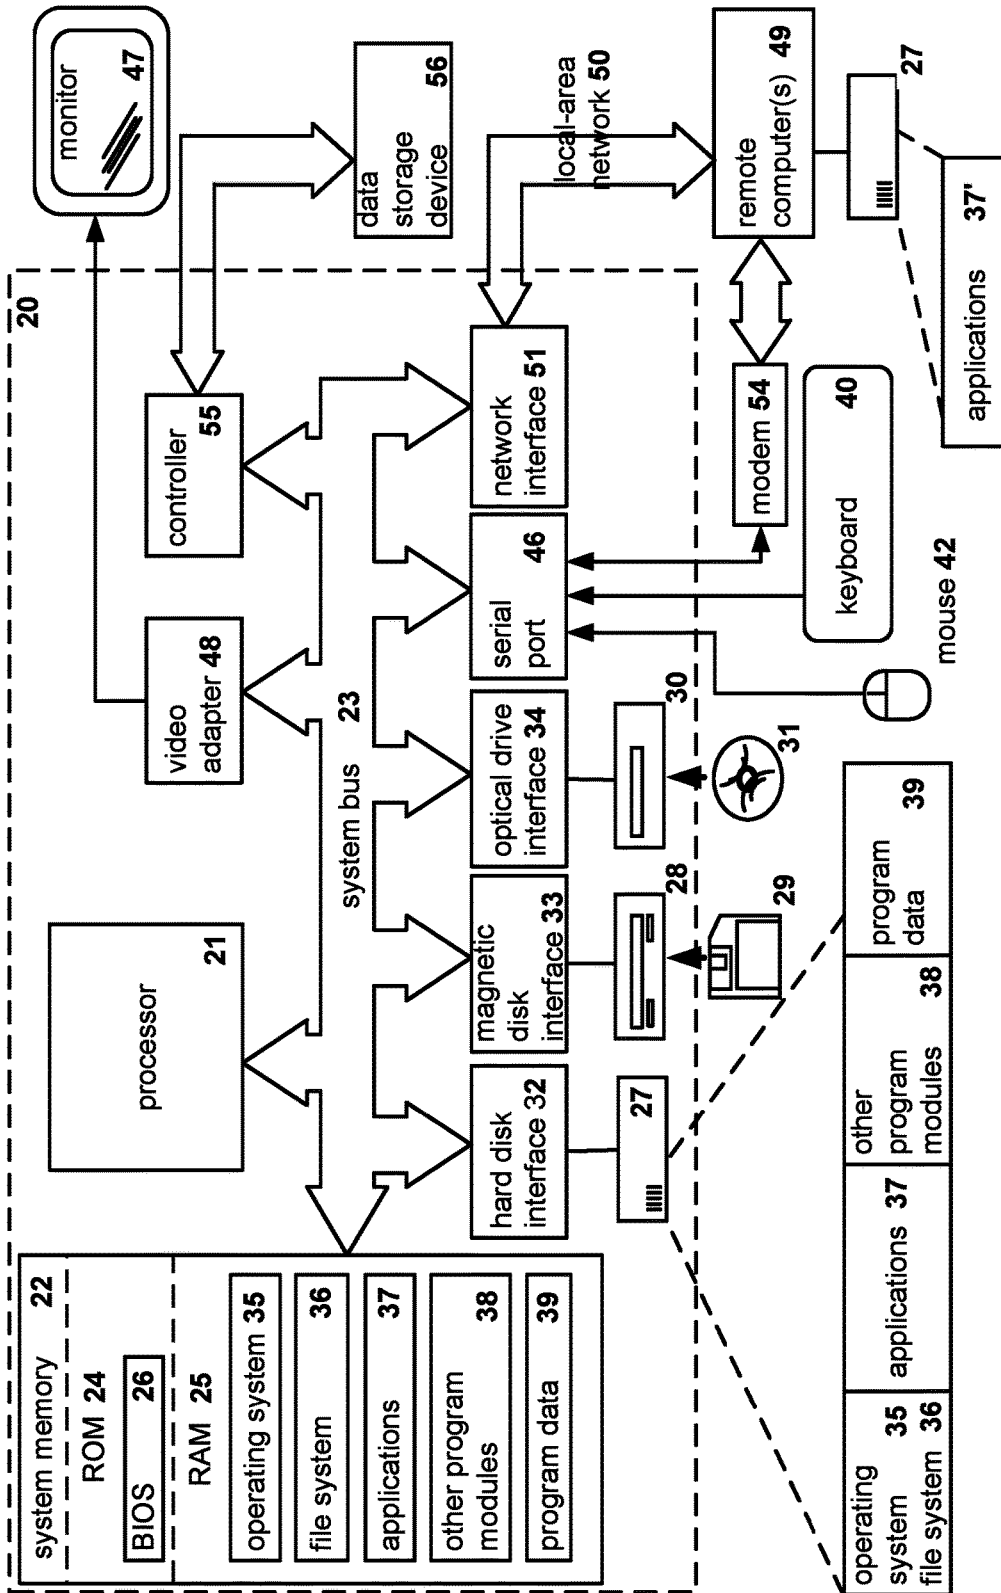 20
system memory 22
ROM 24
BIOS 26
RAM 25
operating system 35
file system 36
applications 37
other program
modules 38
program data 39
processor 21
video
adapter 48
controller 55
monitor
47
system bus 23
hard disk
interface 32
magnetic
disk
interface 33
optical drive
interface 34
serial
port 46
network
interface 51
data
storage
device 56
local-area
network 50
27
28
29
30
31
modem 54
remote
computer(s) 49
27
keyboard 40
mouse 42
applications 37'
operating
system 35
file system 36
applications 37
other
program
modules 38
program
data 39